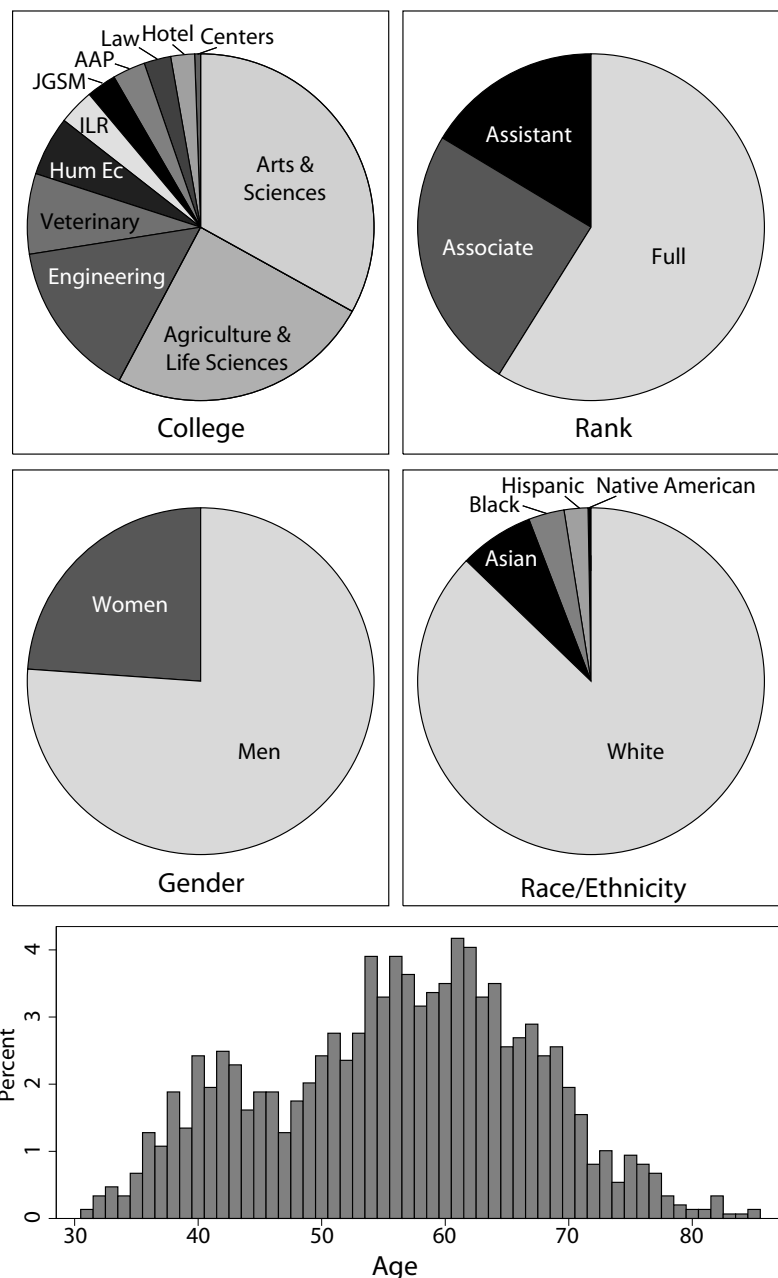 Law Hotel Centers
AAP
JGSM
ILR
Hum Ec
Veterinary
Engineering
Arts &
Sciences
Agriculture &
Life Sciences
College
Assistant
Associate
Full
Rank
Women
Men
Gender
Hispanic Native American
Black
Asian
White
Race/Ethnicity
4
3
2
1
0
Percent
30 40 50 60 70 80
Age